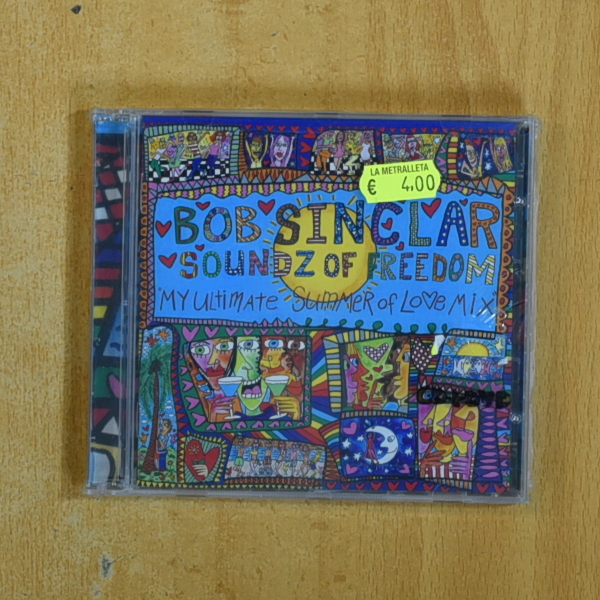 LA METRALLETA
€ 4,00
BOB SINCLAR
SOUNDZ OF FREEDOM
MY ULTIMATE SUMMER OF LOVE MIX